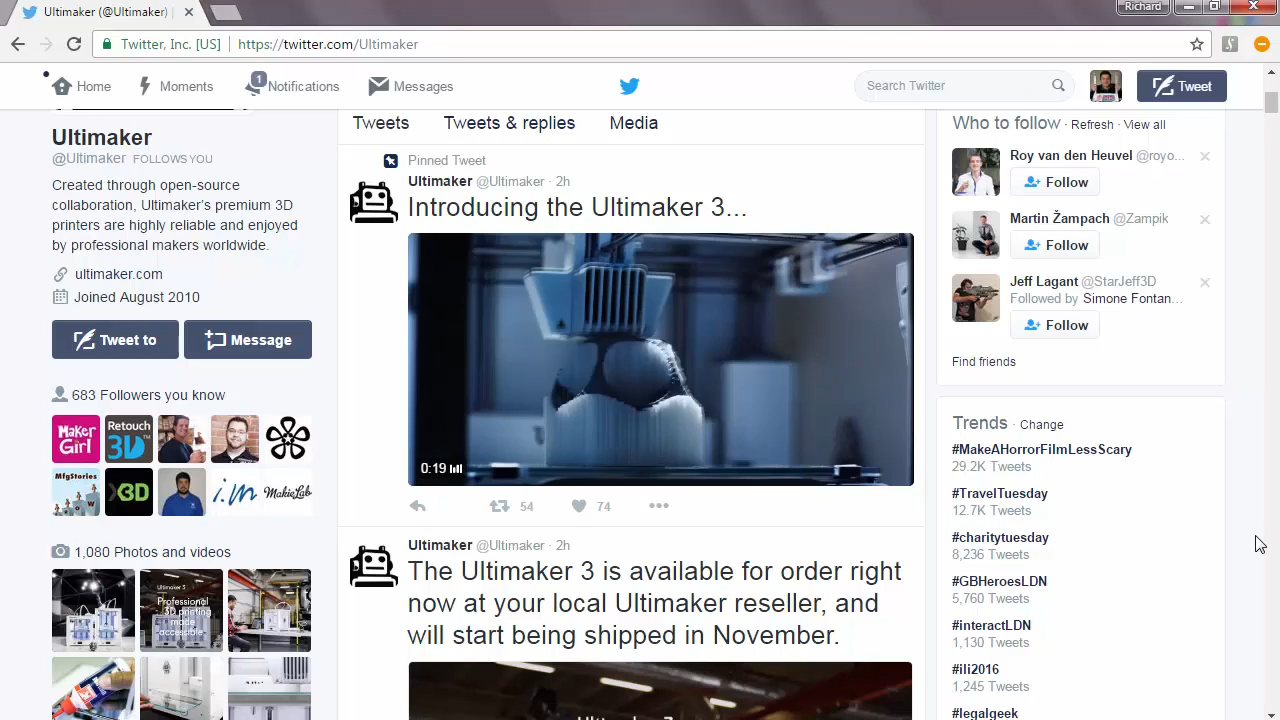 Ultimaker (@Ultimaker) |
Richard
Twitter, Inc. [US]
https://twitter.com/Ultimaker
Home
Moments
1
Notifications
Messages
Search Twitter
Tweet
Ultimaker
@Ultimaker FOLLOWS YOU
Created through open-source
collaboration, Ultimaker's premium 3D
printers are highly reliable and enjoyed
by professional makers worldwide.
ultimaker.com
Joined August 2010
Tweet to
Message
683 Followers you know
MAKER GIRL
Retouch 3D™
MfgStories
X3D
i.m
MakieLab
1,080 Photos and videos
Ultimaker 3
Professional
3D printing
made
accessible
Tweets
Tweets & replies
Media
Pinned Tweet
Ultimaker @Ultimaker · 2h
Introducing the Ultimaker 3...
0:19
54
74
Ultimaker @Ultimaker · 2h
The Ultimaker 3 is available for order right
now at your local Ultimaker reseller, and
will start being shipped in November.
Who to follow · Refresh · View all
Roy van den Heuvel @royo...
Follow
Martin Žampach @Zampik
Follow
Jeff Lagant @StarJeff3D
Followed by Simone Fontan...
Follow
Find friends
Trends · Change
#MakeAHorrorFilmLessScary
29.2K Tweets
#TravelTuesday
12.7K Tweets
#charitytuesday
8,236 Tweets
#GBHeroesLDN
5,760 Tweets
#interactLDN
1,130 Tweets
#ili2016
1,245 Tweets
#legalgeek